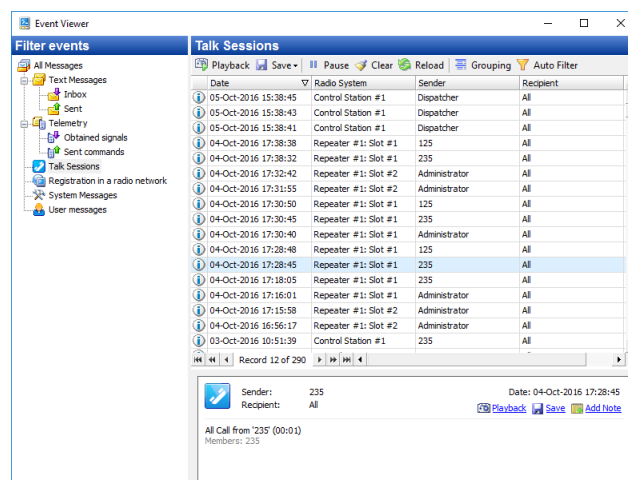 Event Viewer
Filter events
All Messages
Text Messages
Inbox
Sent
Telemetry
Obtained signals
Sent commands
Talk Sessions
Registration in a radio network
System Messages
User messages
Talk Sessions
Playback Save Pause Clear Reload Grouping Auto Filter
Date Radio System Sender Recipient
05-Oct-2016 15:38:45 Control Station #1 Dispatcher All
05-Oct-2016 15:38:43 Control Station #1 Dispatcher All
05-Oct-2016 15:38:41 Control Station #1 Dispatcher All
04-Oct-2016 17:38:38 Repeater #1: Slot #1 125 All
04-Oct-2016 17:38:32 Repeater #1: Slot #1 235 All
04-Oct-2016 17:32:42 Repeater #1: Slot #2 Administrator All
04-Oct-2016 17:31:55 Repeater #1: Slot #2 Administrator All
04-Oct-2016 17:30:50 Repeater #1: Slot #1 125 All
04-Oct-2016 17:30:45 Repeater #1: Slot #1 235 All
04-Oct-2016 17:30:40 Repeater #1: Slot #1 Administrator All
04-Oct-2016 17:28:48 Repeater #1: Slot #1 125 All
04-Oct-2016 17:28:45 Repeater #1: Slot #1 235 All
04-Oct-2016 17:18:05 Repeater #1: Slot #1 235 All
04-Oct-2016 17:16:01 Repeater #1: Slot #1 Administrator All
04-Oct-2016 17:15:58 Repeater #1: Slot #2 Administrator All
04-Oct-2016 16:56:17 Repeater #1: Slot #2 Administrator All
03-Oct-2016 10:51:39 Control Station #1 235 All
Record 12 of 290
Sender: 235 Date: 04-Oct-2016 17:28:45
Recipient: All Playback Save Add Note
All Call from '235' (00:01)
Members: 235